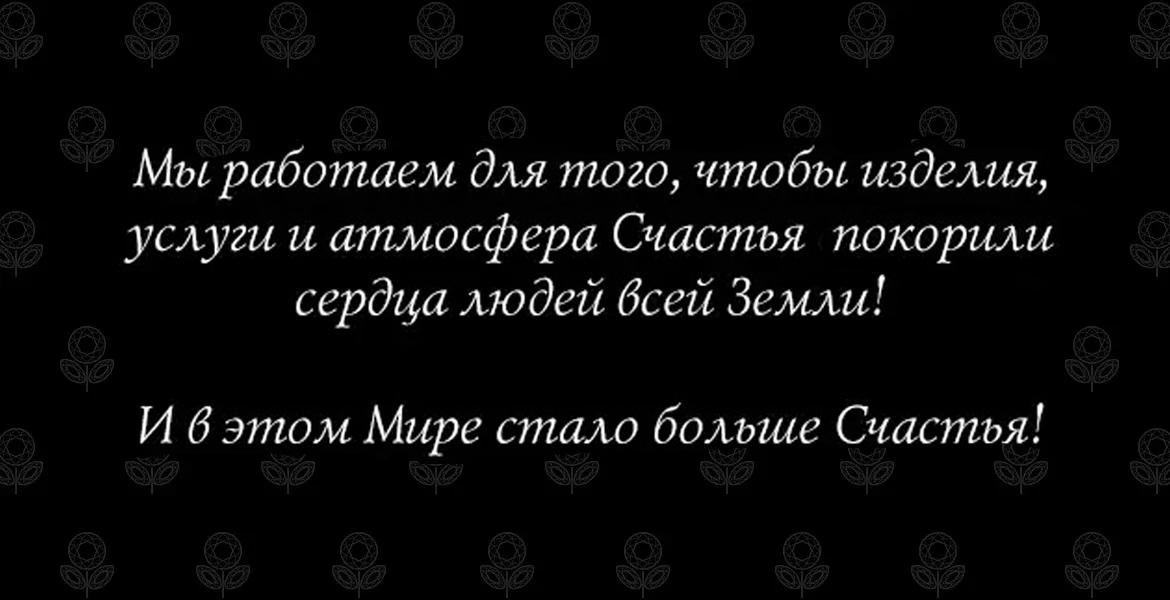 Мы работаем для того, чтобы изделия,
услуги и атмосфера Счастья покорили
сердца людей всей Земли!
И в этом Мире стало больше Счастья!